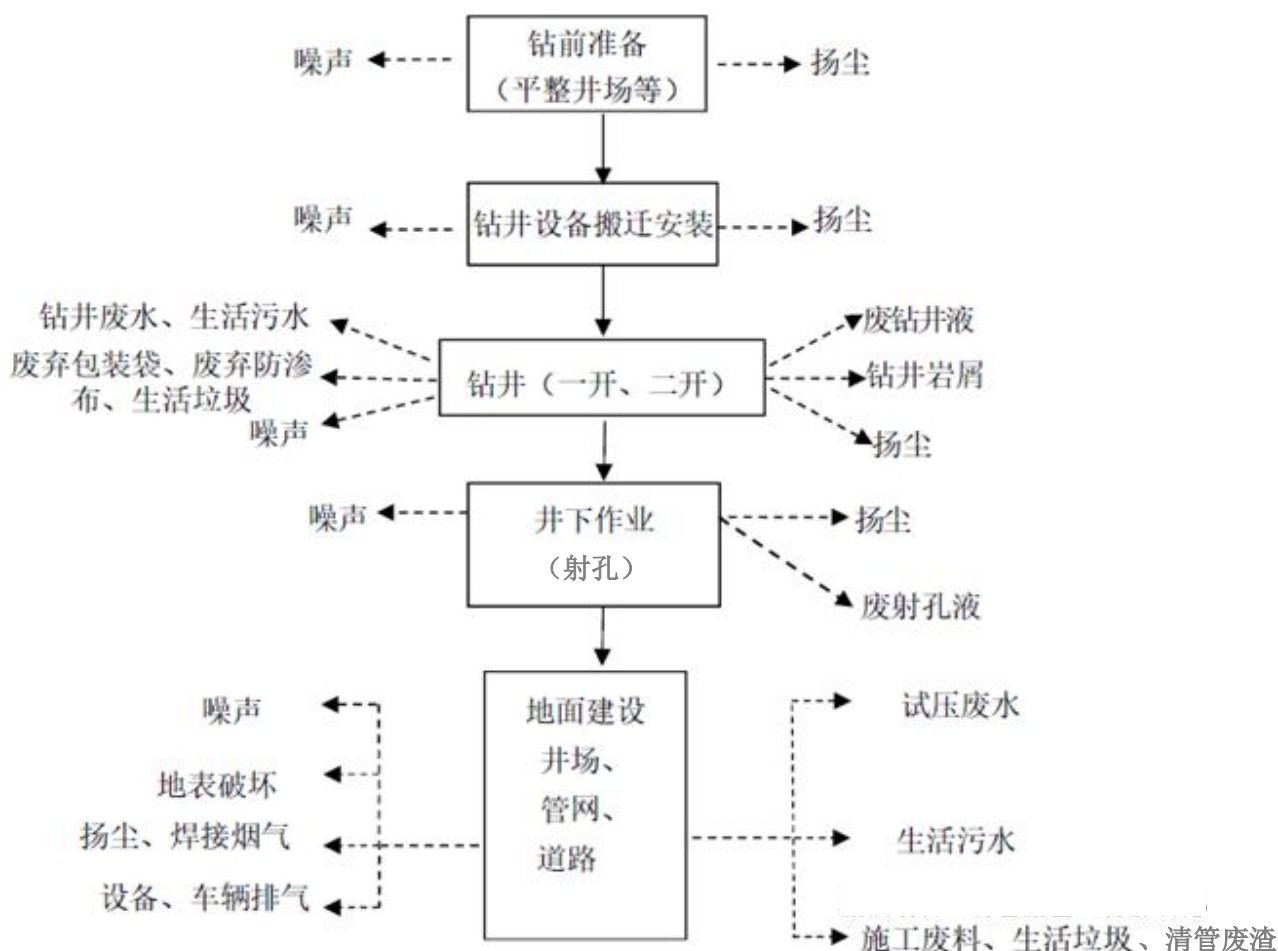 钻前准备
（平整井场等）
噪声
扬尘
钻井设备搬迁安装
噪声
扬尘
钻井废水、生活污水
废弃包装袋、废弃防渗
布、生活垃圾
噪声
钻井（一开、二开）
废钻井液
钻井岩屑
扬尘
噪声
井下作业
（射孔）
扬尘
废射孔液
噪声
地表破坏
扬尘、焊接烟气
设备、车辆排气
地面建设
井场、
管网、
道路
试压废水
生活污水
施工废料、生活垃圾、清管废渣